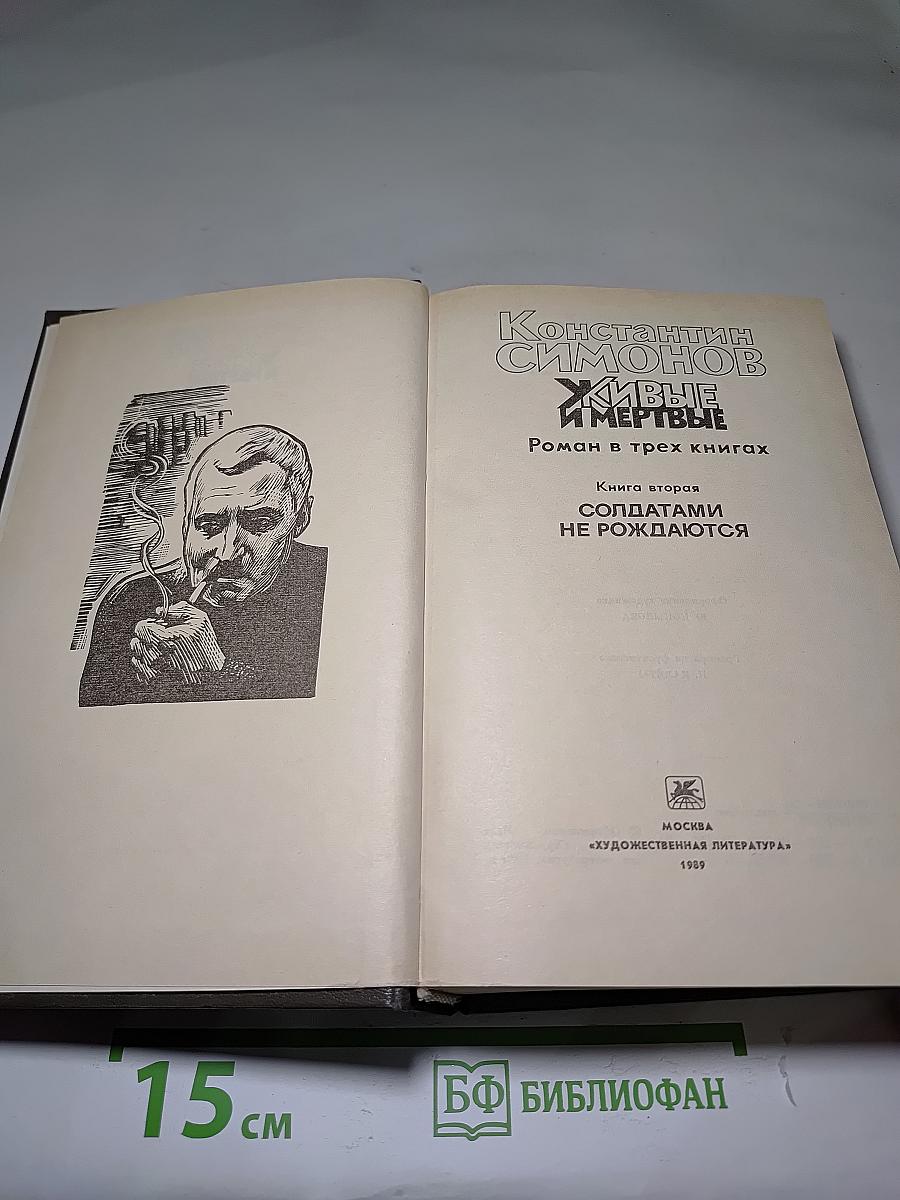 Константин
СИМОНОВ
ЖИВЫЕ
И МЕРТВЫЕ
Роман в трех книгах
Книга вторая
СОЛДАТАМИ
НЕ РОЖДАЮТСЯ
МОСКВА
«ХУДОЖЕСТВЕННАЯ ЛИТЕРАТУРА»
1989
15 см
БФ БИБЛИОФАН